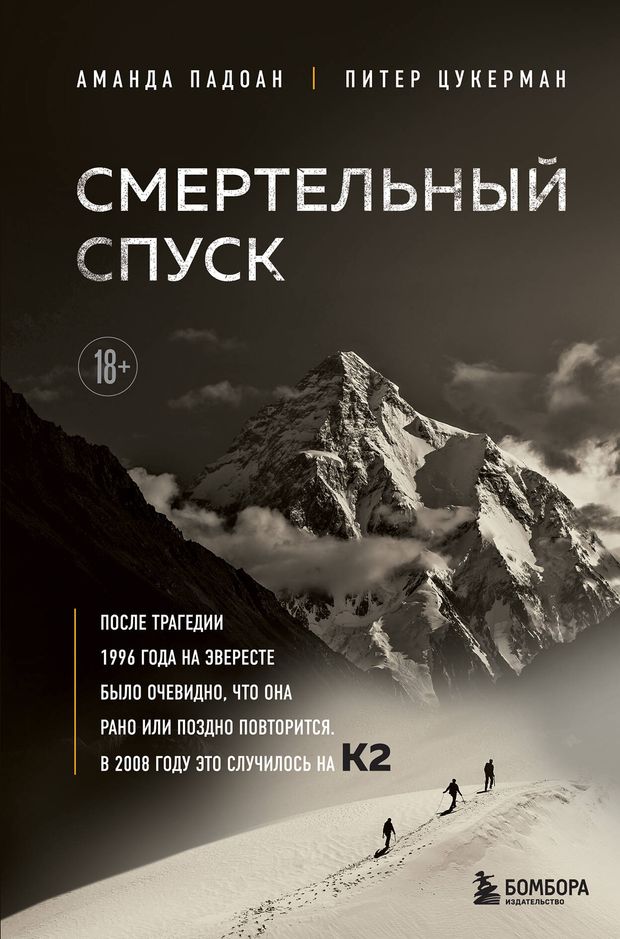 АМАНДА ПАДОАН | ПИТЕР ЦУКЕРМАН
СМЕРТЕЛЬНЫЙ
СПУСК
18+
ПОСЛЕ ТРАГЕДИИ
1996 ГОДА НА ЭВЕРЕСТЕ
БЫЛО ОЧЕВИДНО, ЧТО ОНА
РАНО ИЛИ ПОЗДНО ПОВТОРИТСЯ.
В 2008 ГОДУ ЭТО СЛУЧИЛОСЬ НА К2
БОМБОРА
ИЗДАТЕЛЬСТВО